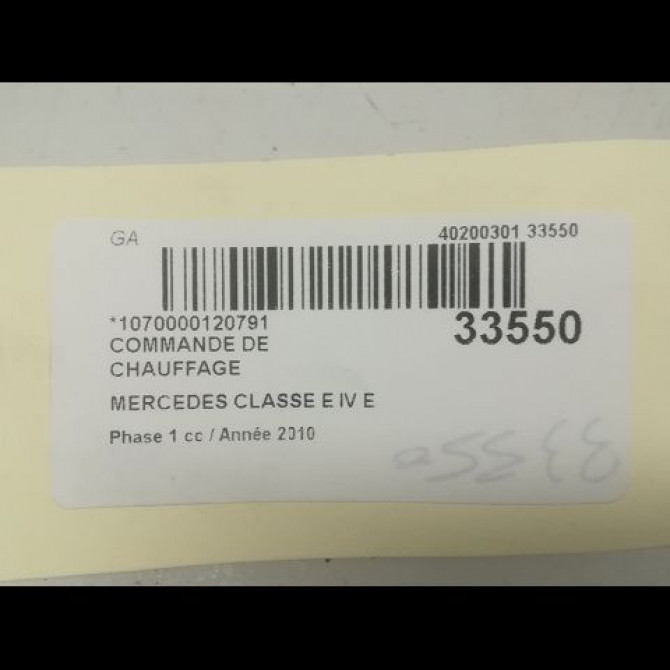 GA
40200301 33550
*1070000120791
33550
COMMANDE DE
CHAUFFAGE
MERCEDES CLASSE E IV E
Phase 1 cc / Année 2010
33550